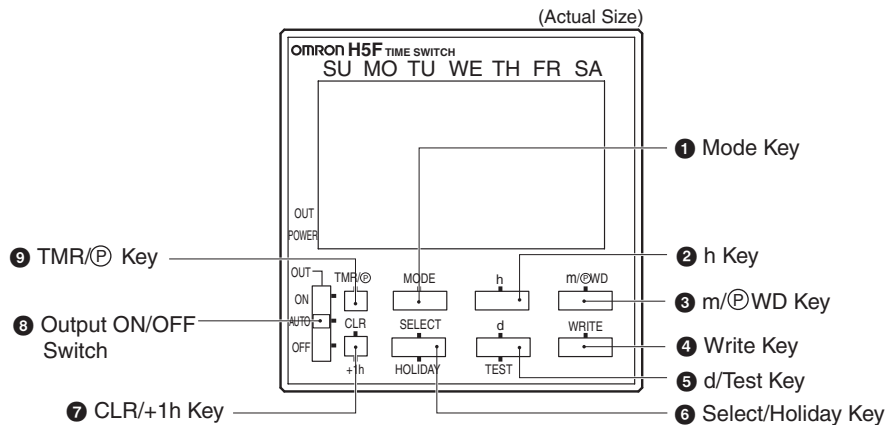 (Actual Size)
OMRON H5F TIME SWITCH
SU MO TU WE TH FR SA
❶ Mode Key
OUT
POWER
❾ TMR/Ⓟ Key
❷ h Key
OUT
TMR/Ⓟ
MODE
h
m/ⓅWD
ON
❸ m/ⓅWD Key
❽ Output ON/OFF
Switch
AUTO
CLR
SELECT
d
WRITE
❹ Write Key
OFF
+1h
HOLIDAY
TEST
❺ d/Test Key
❼ CLR/+1h Key
❻ Select/Holiday Key